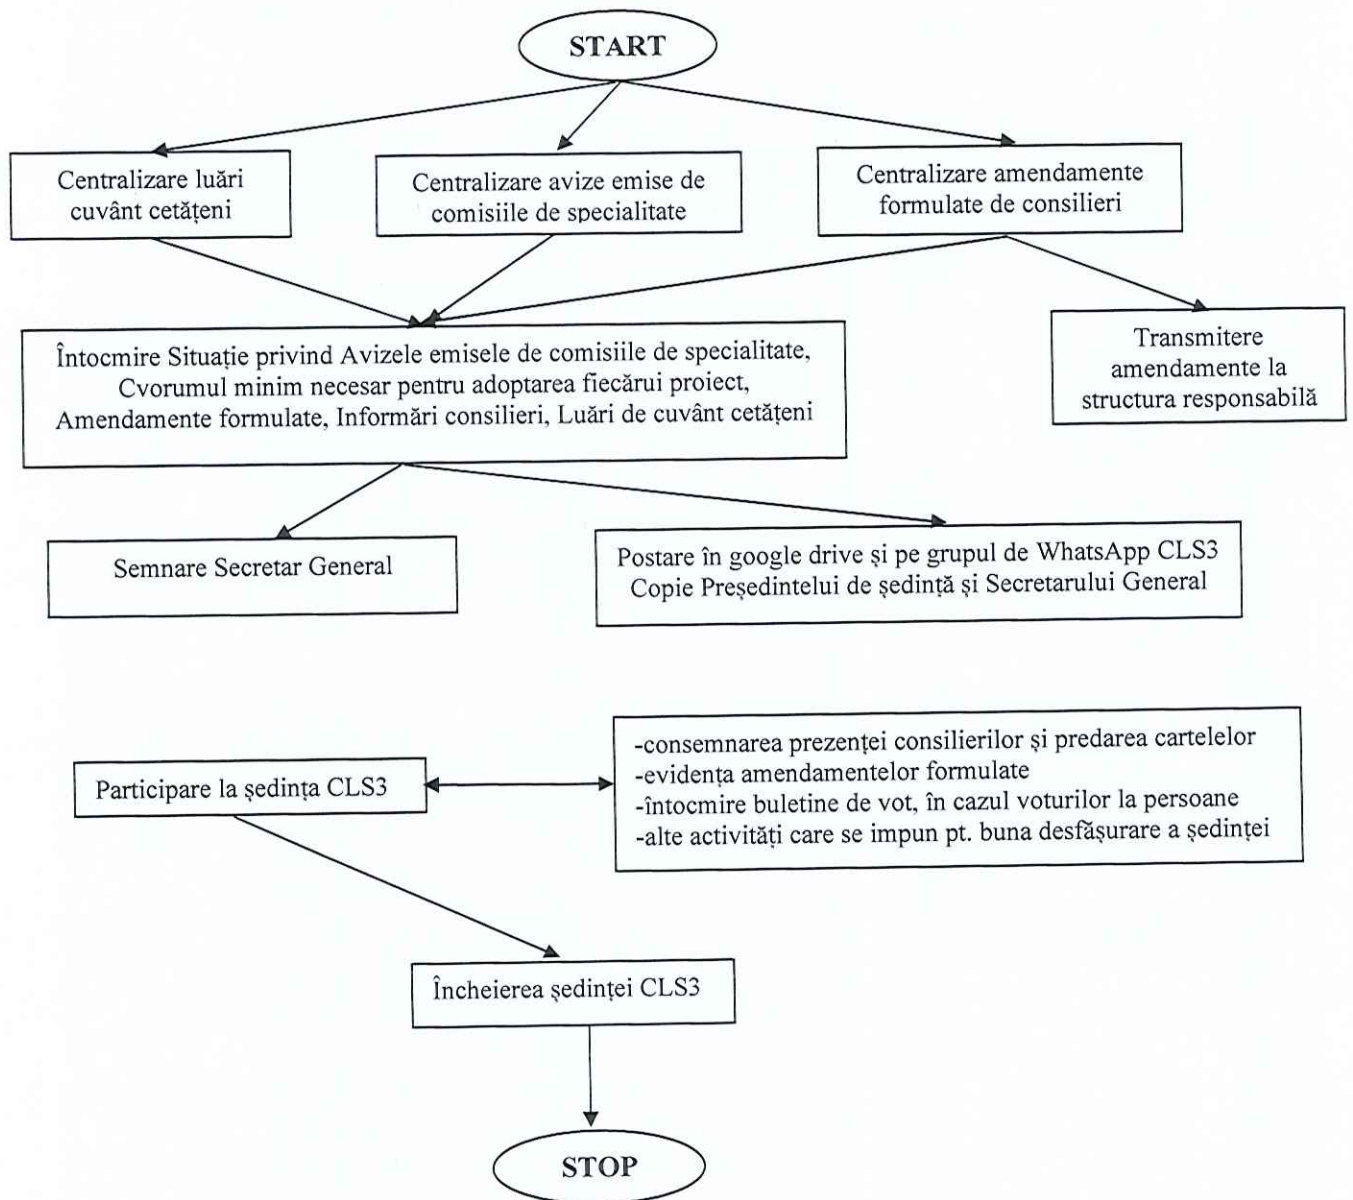 START
Centralizare luări
cuvânt cetățeni
Centralizare avize emise de
comisiile de specialitate
Centralizare amendamente
formulate de consilieri
Întocmire Situație privind Avizele emisele de comisiile de specialitate,
Cvorumul minim necesar pentru adoptarea fiecărui proiect,
Amendamente formulate, Informări consilieri, Luări de cuvânt cetățeni
Transmitere
amendamente la
structura responsabilă
Semnare Secretar General
Postare în google drive și pe grupul de WhatsApp CLS3
Copie Președintelui de ședință și Secretarului General
Participare la ședința CLS3
-consemnarea prezenței consilierilor și predarea cartelelor
-evidența amendamentelor formulate
-întocmire buletine de vot, în cazul voturilor la persoane
-alte activități care se impun pt. buna desfășurare a ședinței
Încheierea ședinței CLS3
STOP